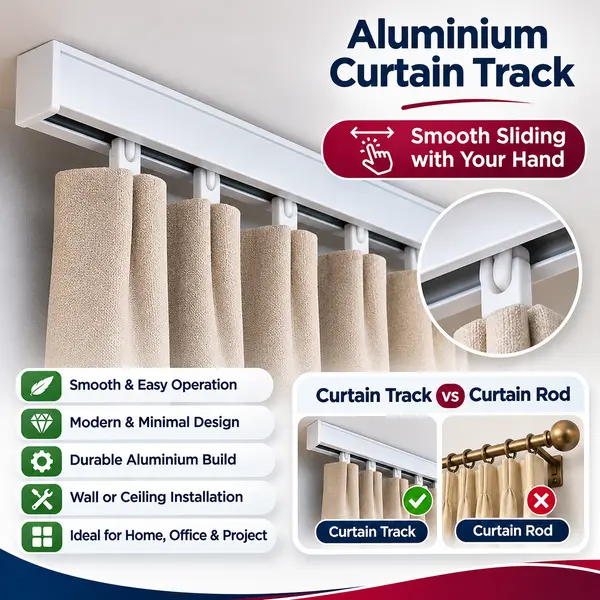 Aluminium
Curtain Track
Smooth Sliding
with Your Hand
Smooth & Easy Operation
Modern & Minimal Design
Durable Aluminium Build
Wall or Ceiling Installation
Ideal for Home, Office & Project
Curtain Track VS Curtain Rod
Curtain Track
Curtain Rod